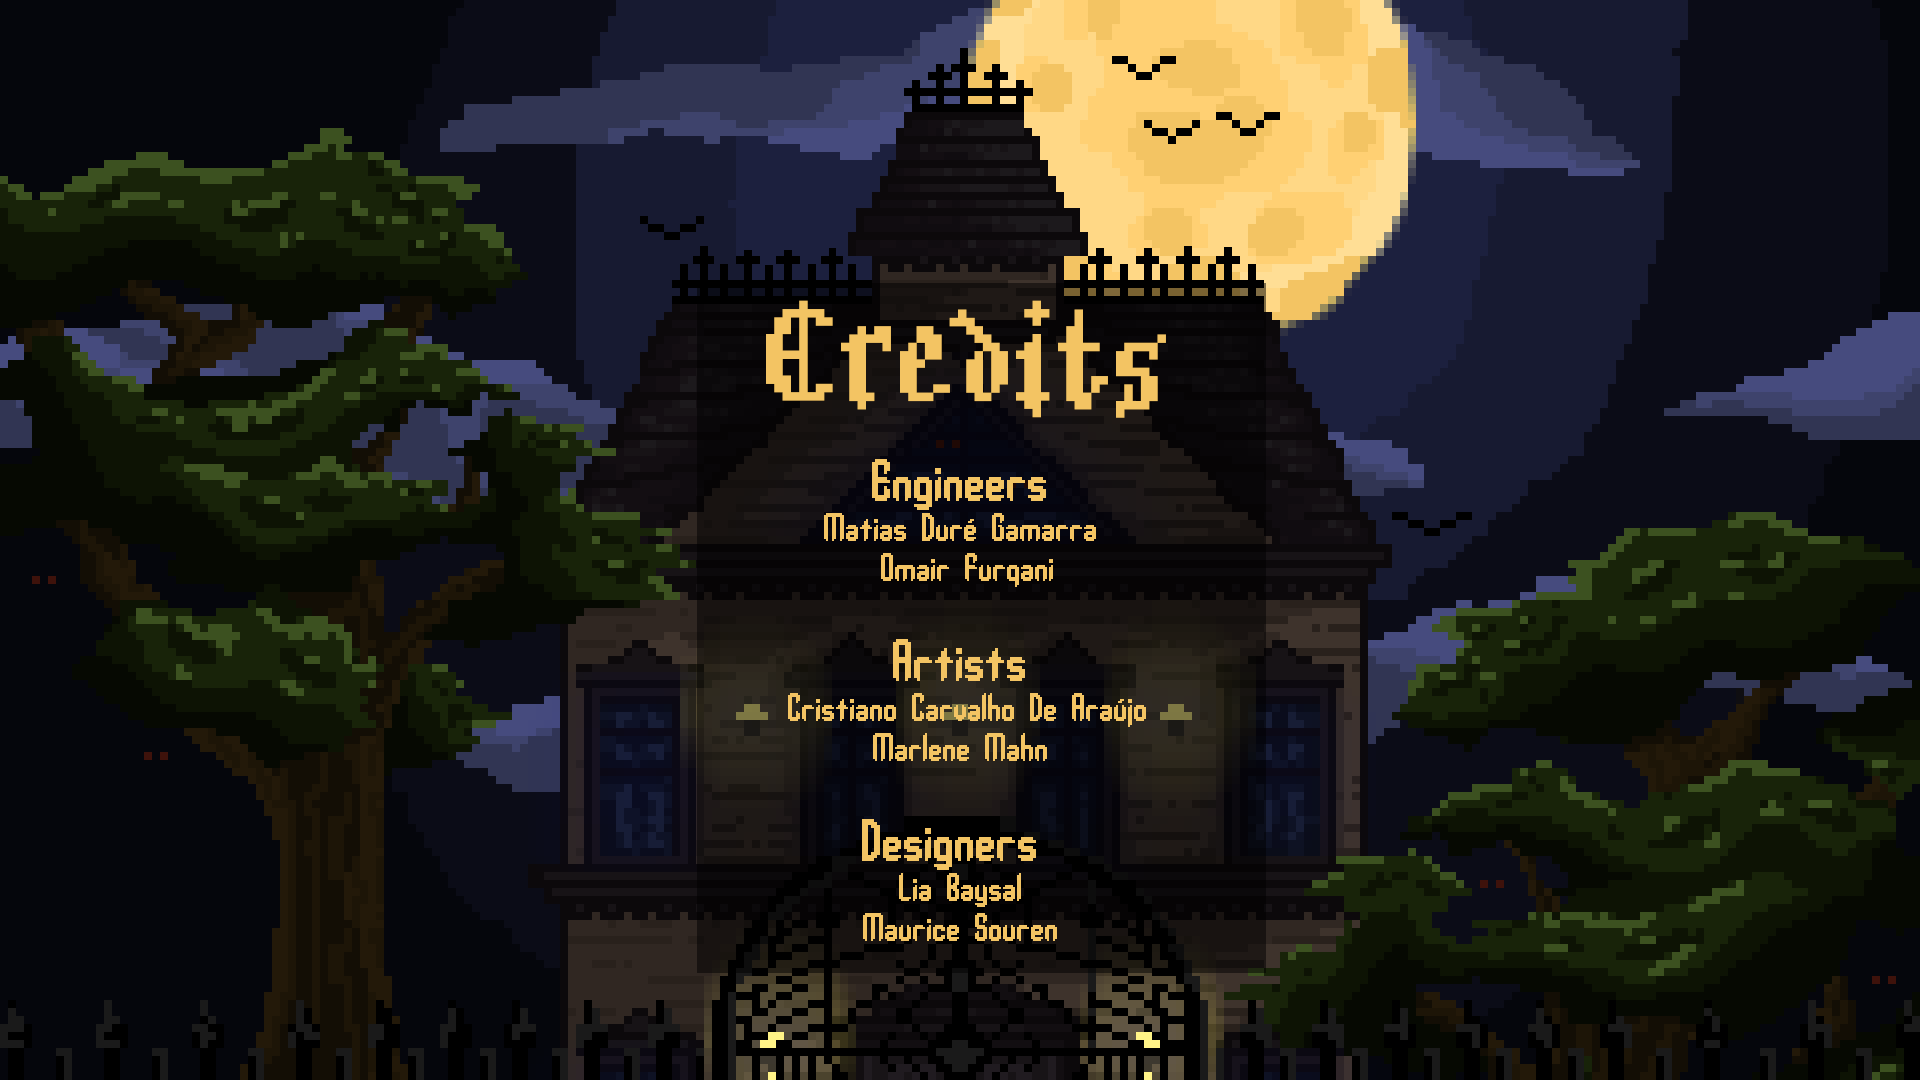 Credits
Engineers
Matias Duré Gamarra
Omair Furqani
Artists
Cristiano Carvalho De Araújo
Marlene Mahn
Designers
Lia Baysal
Maurice Souren